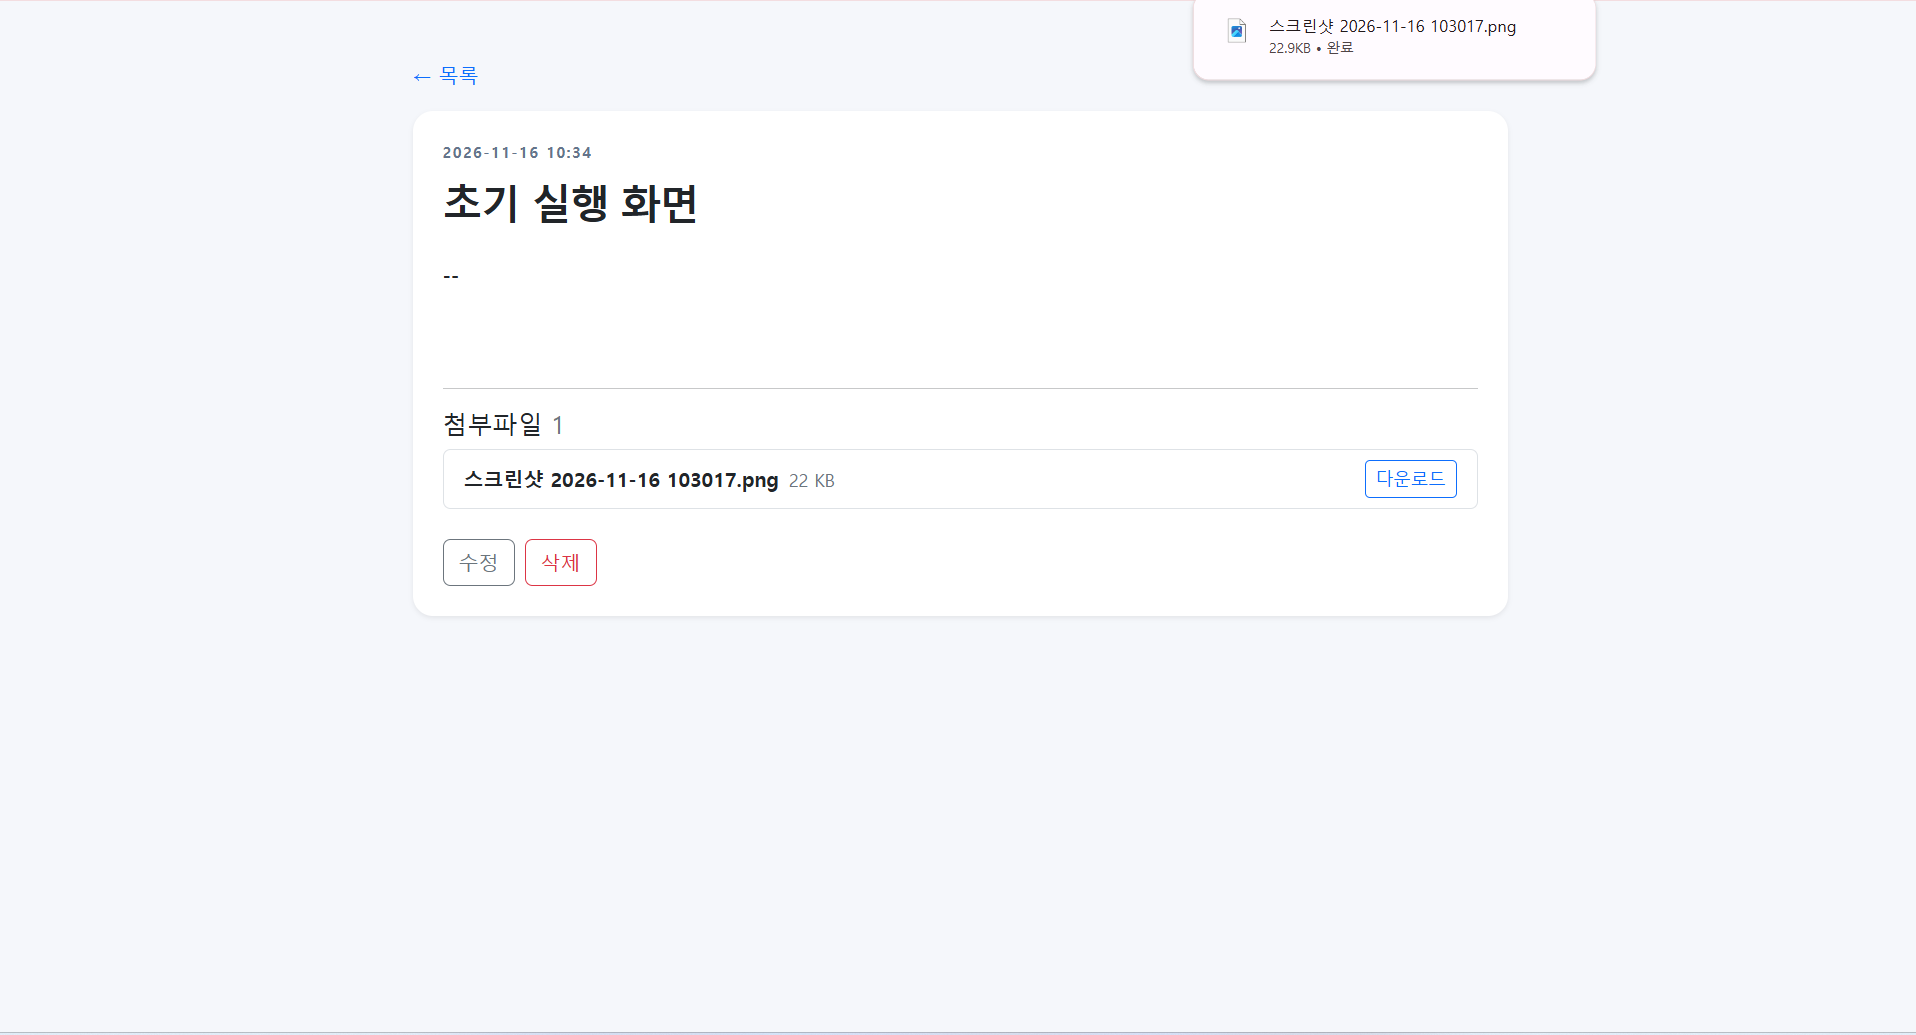 스크린샷 2026-11-16 103017.png
22.9KB • 완료
← 목록
2026-11-16 10:34
초기 실행 화면
--
첨부파일 1
스크린샷 2026-11-16 103017.png 22 KB 다운로드
수정 삭제